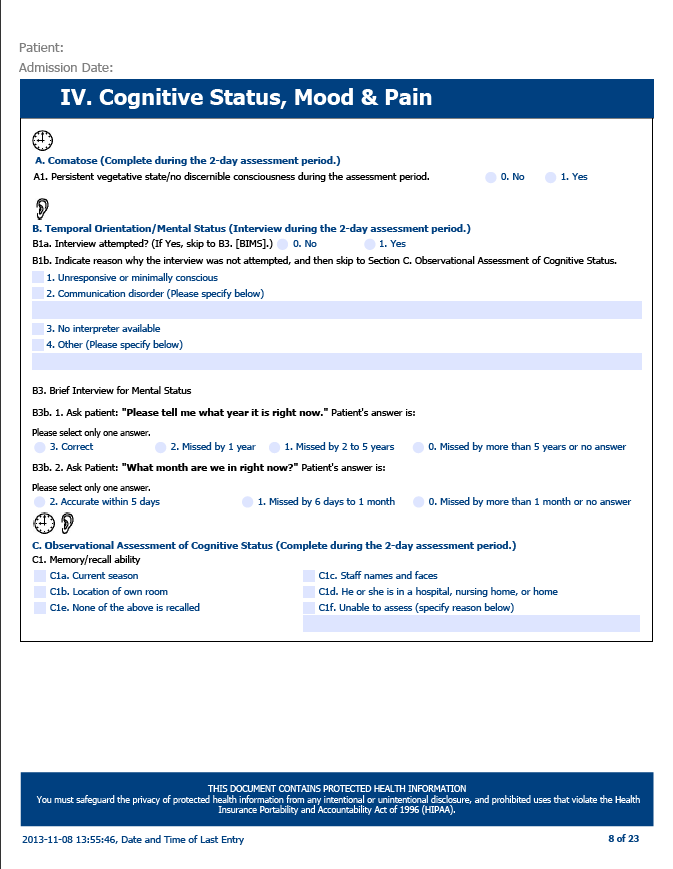 Patient:
Admission Date:
IV. Cognitive Status, Mood & Pain
A. Comatose (Complete during the 2-day assessment period.)
A1. Persistent vegetative state/no discernible consciousness during the assessment period. 0. No 1. Yes
B. Temporal Orientation/Mental Status (Interview during the 2-day assessment period.)
B1a. Interview attempted? (If Yes, skip to B3. [BIMS].) 0. No 1. Yes
B1b. Indicate reason why the interview was not attempted, and then skip to Section C. Observational Assessment of Cognitive Status.
1. Unresponsive or minimally conscious
2. Communication disorder (Please specify below)
3. No interpreter available
4. Other (Please specify below)
B3. Brief Interview for Mental Status
B3b. 1. Ask patient: "Please tell me what year it is right now." Patient's answer is:
Please select only one answer.
3. Correct 2. Missed by 1 year 1. Missed by 2 to 5 years 0. Missed by more than 5 years or no answer
B3b. 2. Ask Patient: "What month are we in right now?" Patient's answer is:
Please select only one answer.
2. Accurate within 5 days 1. Missed by 6 days to 1 month 0. Missed by more than 1 month or no answer
C. Observational Assessment of Cognitive Status (Complete during the 2-day assessment period.)
C1. Memory/recall ability
C1a. Current season C1c. Staff names and faces
C1b. Location of own room C1d. He or she is in a hospital, nursing home, or home
C1e. None of the above is recalled C1f. Unable to assess (specify reason below)
THIS DOCUMENT CONTAINS PROTECTED HEALTH INFORMATION
You must safeguard the privacy of protected health information from any intentional or unintentional disclosure, and prohibited uses that violate the Health
Insurance Portability and Accountability Act of 1996 (HIPAA).
2013-11-08 13:55:46, Date and Time of Last Entry 8 of 23